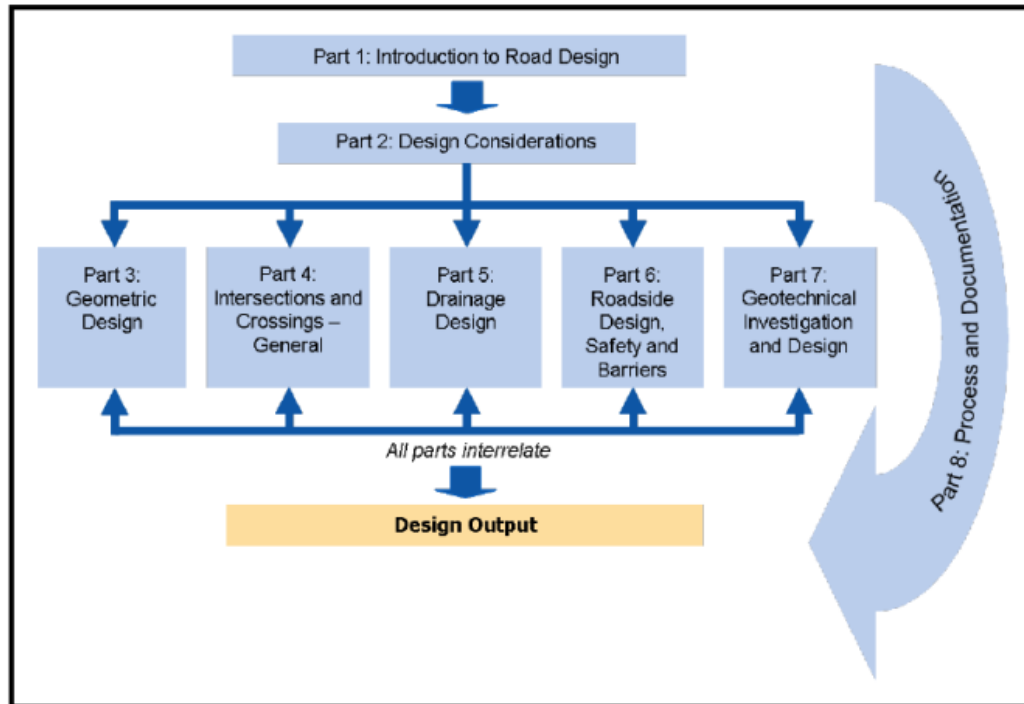 Part 1: Introduction to Road Design
Part 2: Design Considerations
Part 3:
Geometric
Design
Part 4:
Intersections and
Crossings –
General
Part 5:
Drainage
Design
Part 6:
Roadside
Design,
Safety and
Barriers
Part 7:
Geotechnical
Investigation
and Design
All parts interrelate
Design Output
Part 8: Process and Documentation